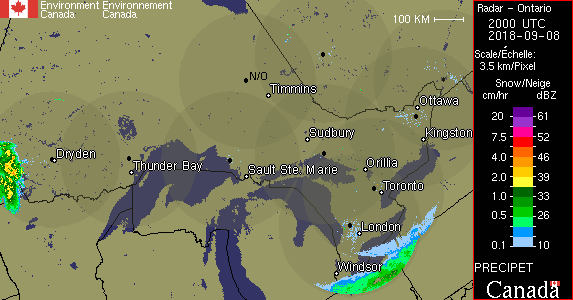 Environment Environnement
Canada Canada
100 KM
N/O
Timmins
Ottawa
Sudbury
Kingston
Dryden
Thunder Bay
Sault Ste. Marie
Orillia
Toronto
London
Windsor
Radar - Ontario
2000 UTC
2018-09-08
Scale/Échelle:
3.5 km/Pixel
Snow/Neige
cm/hr dBZ
20 61
7.5 52
4.0 46
2.0 39
1.0 33
0.5 26
0.1 10
PRECIPET
Canada